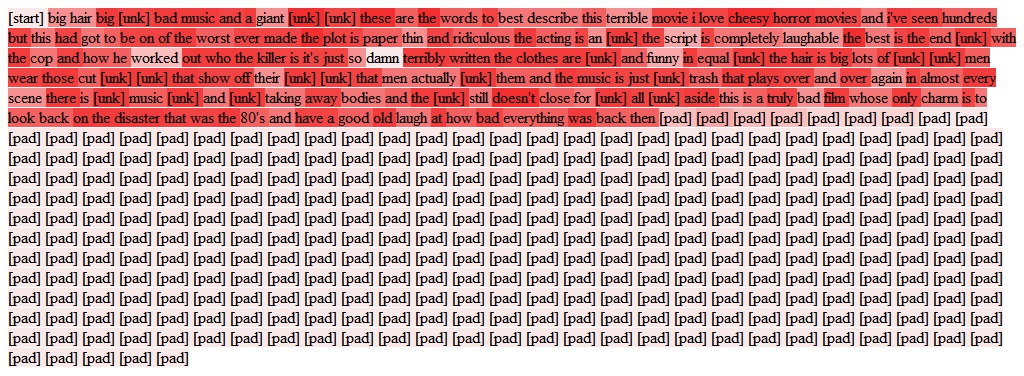 [start] big hair big [unk] bad music and a giant [unk] [unk] these are the words to best describe this terrible movie i love cheesy horror movies and i've seen hundreds
but this had got to be on of the worst ever made the plot is paper thin and ridiculous the acting is an [unk] the script is completely laughable the best is the end [unk] with
the cop and how he worked out who the killer is it's just so damn terribly written the clothes are [unk] and funny in equal [unk] the hair is big lots of [unk] [unk] men
wear those cut [unk] [unk] that show off their [unk] [unk] that men actually [unk] them and the music is just [unk] trash that plays over and over again in almost every
scene there is [unk] music [unk] and [unk] taking away bodies and the [unk] still doesn't close for [unk] all [unk] aside this is a truly bad film whose only charm is to
look back on the disaster that was the 80's and have a good old laugh at how bad everything was back then [pad] [pad] [pad] [pad] [pad] [pad] [pad] [pad] [pad]
[pad] [pad] [pad] [pad] [pad] [pad] [pad] [pad] [pad] [pad] [pad] [pad] [pad] [pad] [pad] [pad] [pad] [pad] [pad] [pad] [pad] [pad] [pad] [pad] [pad] [pad] [pad]
[pad] [pad] [pad] [pad] [pad] [pad] [pad] [pad] [pad] [pad] [pad] [pad] [pad] [pad] [pad] [pad] [pad] [pad] [pad] [pad] [pad] [pad] [pad] [pad] [pad] [pad] [pad]
[pad] [pad] [pad] [pad] [pad] [pad] [pad] [pad] [pad] [pad] [pad] [pad] [pad] [pad] [pad] [pad] [pad] [pad] [pad] [pad] [pad] [pad] [pad] [pad] [pad] [pad] [pad]
[pad] [pad] [pad] [pad] [pad] [pad] [pad] [pad] [pad] [pad] [pad] [pad] [pad] [pad] [pad] [pad] [pad] [pad] [pad] [pad] [pad] [pad] [pad] [pad] [pad] [pad] [pad]
[pad] [pad] [pad] [pad] [pad] [pad] [pad] [pad] [pad] [pad] [pad] [pad] [pad] [pad] [pad] [pad] [pad] [pad] [pad] [pad] [pad] [pad] [pad] [pad] [pad] [pad] [pad]
[pad] [pad] [pad] [pad] [pad] [pad] [pad] [pad] [pad] [pad] [pad] [pad] [pad] [pad] [pad] [pad] [pad] [pad] [pad] [pad] [pad] [pad] [pad] [pad] [pad] [pad] [pad]
[pad] [pad] [pad] [pad] [pad] [pad] [pad] [pad] [pad] [pad] [pad] [pad] [pad] [pad] [pad] [pad] [pad] [pad] [pad] [pad] [pad] [pad] [pad] [pad] [pad] [pad] [pad]
[pad] [pad] [pad] [pad] [pad] [pad] [pad] [pad] [pad] [pad] [pad] [pad] [pad] [pad] [pad] [pad] [pad] [pad] [pad] [pad] [pad] [pad] [pad] [pad] [pad] [pad] [pad]
[pad] [pad] [pad] [pad] [pad] [pad] [pad] [pad] [pad] [pad] [pad] [pad] [pad] [pad] [pad] [pad] [pad] [pad] [pad] [pad] [pad] [pad] [pad] [pad] [pad] [pad] [pad]
[pad] [pad] [pad] [pad] [pad] [pad] [pad] [pad] [pad] [pad] [pad] [pad] [pad] [pad] [pad] [pad] [pad] [pad] [pad] [pad] [pad] [pad] [pad] [pad] [pad] [pad] [pad]
[pad] [pad] [pad] [pad] [pad] [pad] [pad] [pad] [pad] [pad] [pad] [pad] [pad] [pad] [pad] [pad] [pad] [pad] [pad] [pad] [pad] [pad] [pad] [pad] [pad] [pad] [pad]
[pad] [pad] [pad] [pad] [pad]